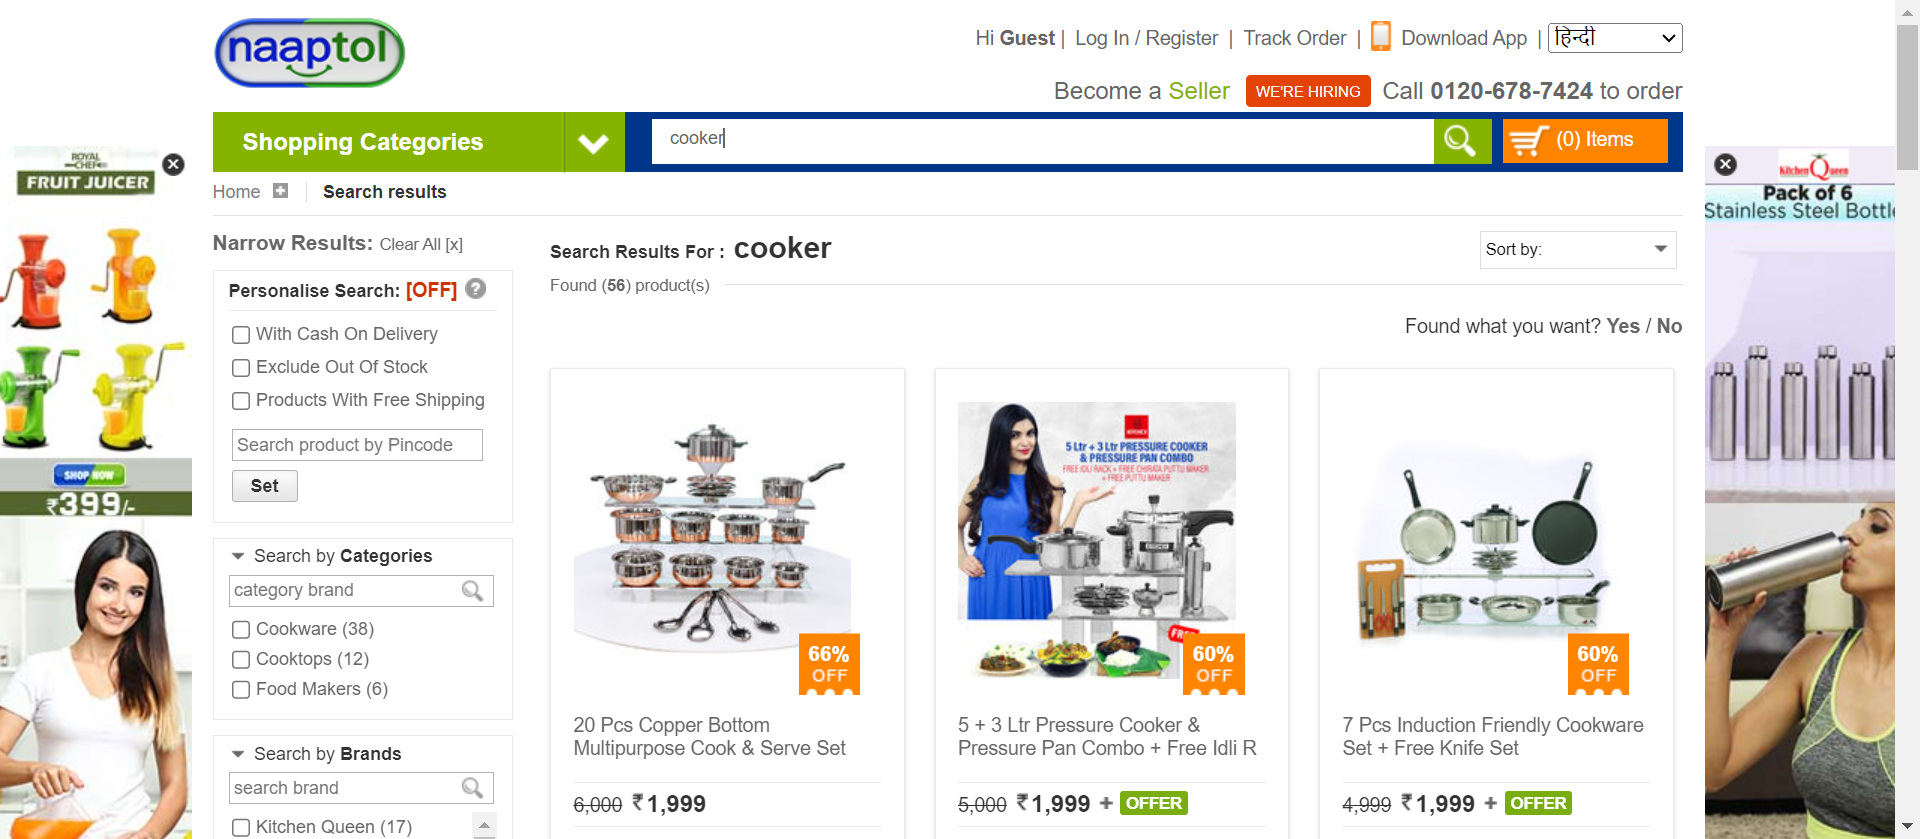 naaptol
Hi Guest | Log In / Register | Track Order | Download App | हिन्दी
Become a Seller WE'RE HIRING Call 0120-678-7424 to order
Shopping Categories
cooker
(0) Items
Home Search results
ROYAL
CHEF
FRUIT JUICER
SHOP NOW
₹399/-
Narrow Results: Clear All [x]
Personalise Search: [OFF] ?
With Cash On Delivery
Exclude Out Of Stock
Products With Free Shipping
Search product by Pincode
Set
Search by Categories
category brand
Cookware (38)
Cooktops (12)
Food Makers (6)
Search by Brands
search brand
Kitchen Queen (17)
Search Results For : cooker
Sort by:
Found (56) product(s)
Found what you want? Yes / No
66%
OFF
20 Pcs Copper Bottom
Multipurpose Cook & Serve Set
6,000 ₹1,999
5 Ltr + 3 Ltr PRESSURE COOKER
& PRESSURE PAN COMBO
FREE IDLI RACK + FREE CHIRATA PUTTU MAKER
+ FREE PUTTU MAKER
60%
OFF
5 + 3 Ltr Pressure Cooker &
Pressure Pan Combo + Free Idli R
5,000 ₹1,999 + OFFER
60%
OFF
7 Pcs Induction Friendly Cookware
Set + Free Knife Set
4,999 ₹1,999 + OFFER
Kitchen Queen
Pack of 6
Stainless Steel Bottle